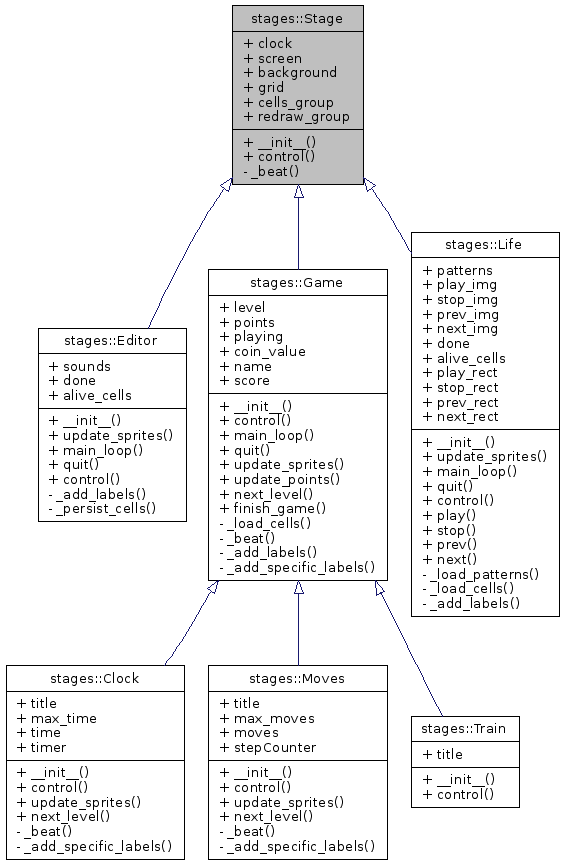 stages::Stage
+ clock
+ screen
+ background
+ grid
+ cells_group
+ redraw_group
+ __init__()
+ control()
- _beat()
stages::Life
+ patterns
+ play_img
+ stop_img
+ prev_img
+ next_img
+ done
+ alive_cells
+ play_rect
+ stop_rect
+ prev_rect
+ next_rect
+ __init__()
+ update_sprites()
+ main_loop()
+ quit()
+ control()
+ play()
+ stop()
+ prev()
+ next()
- _load_patterns()
- _load_cells()
- _add_labels()
stages::Game
+ level
+ points
+ playing
+ coin_value
+ name
+ score
+ __init__()
+ control()
+ main_loop()
+ quit()
+ update_sprites()
+ update_points()
+ next_level()
+ finish_game()
- _load_cells()
- _beat()
- _add_labels()
- _add_specific_labels()
stages::Editor
+ sounds
+ done
+ alive_cells
+ __init__()
+ update_sprites()
+ main_loop()
+ quit()
+ control()
- _add_labels()
- _persist_cells()
stages::Clock
+ title
+ max_time
+ time
+ timer
+ __init__()
+ control()
+ update_sprites()
+ next_level()
- _beat()
- _add_specific_labels()
stages::Moves
+ title
+ max_moves
+ moves
+ stepCounter
+ __init__()
+ control()
+ update_sprites()
+ next_level()
- _beat()
- _add_specific_labels()
stages::Train
+ title
+ __init__()
+ control()